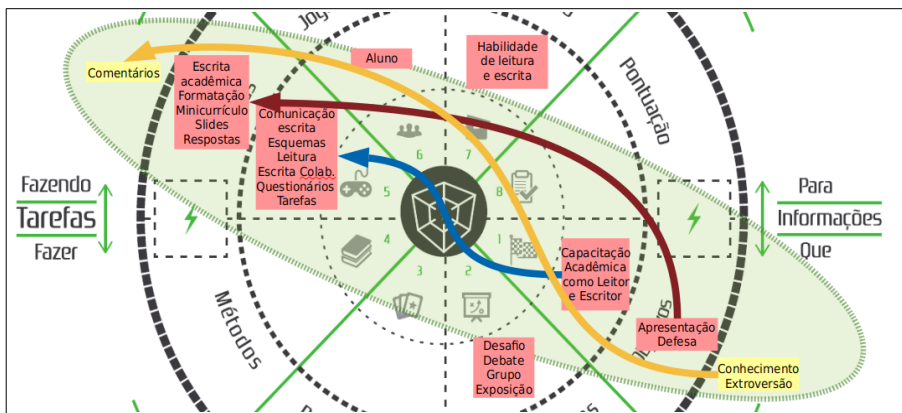 Comentários
Escrita
acadêmica
Formatação
Minicurrículo
Slides
Respostas
Aluno
Habilidade
de leitura
e escrita
Pontuação
Comunicação
escrita
Esquemas
Leitura
Escrita Colab.
Questionários
Tarefas
6
7
5
8
4
1
3
2
Fazendo
Tarefas
Fazer
Para
Informações
Que
Capacitação
Acadêmica
como Leitor
e Escritor
Métodos
Apresentação
Defesa
Desafio
Debate
Grupo
Exposição
Conhecimento
Extroversão